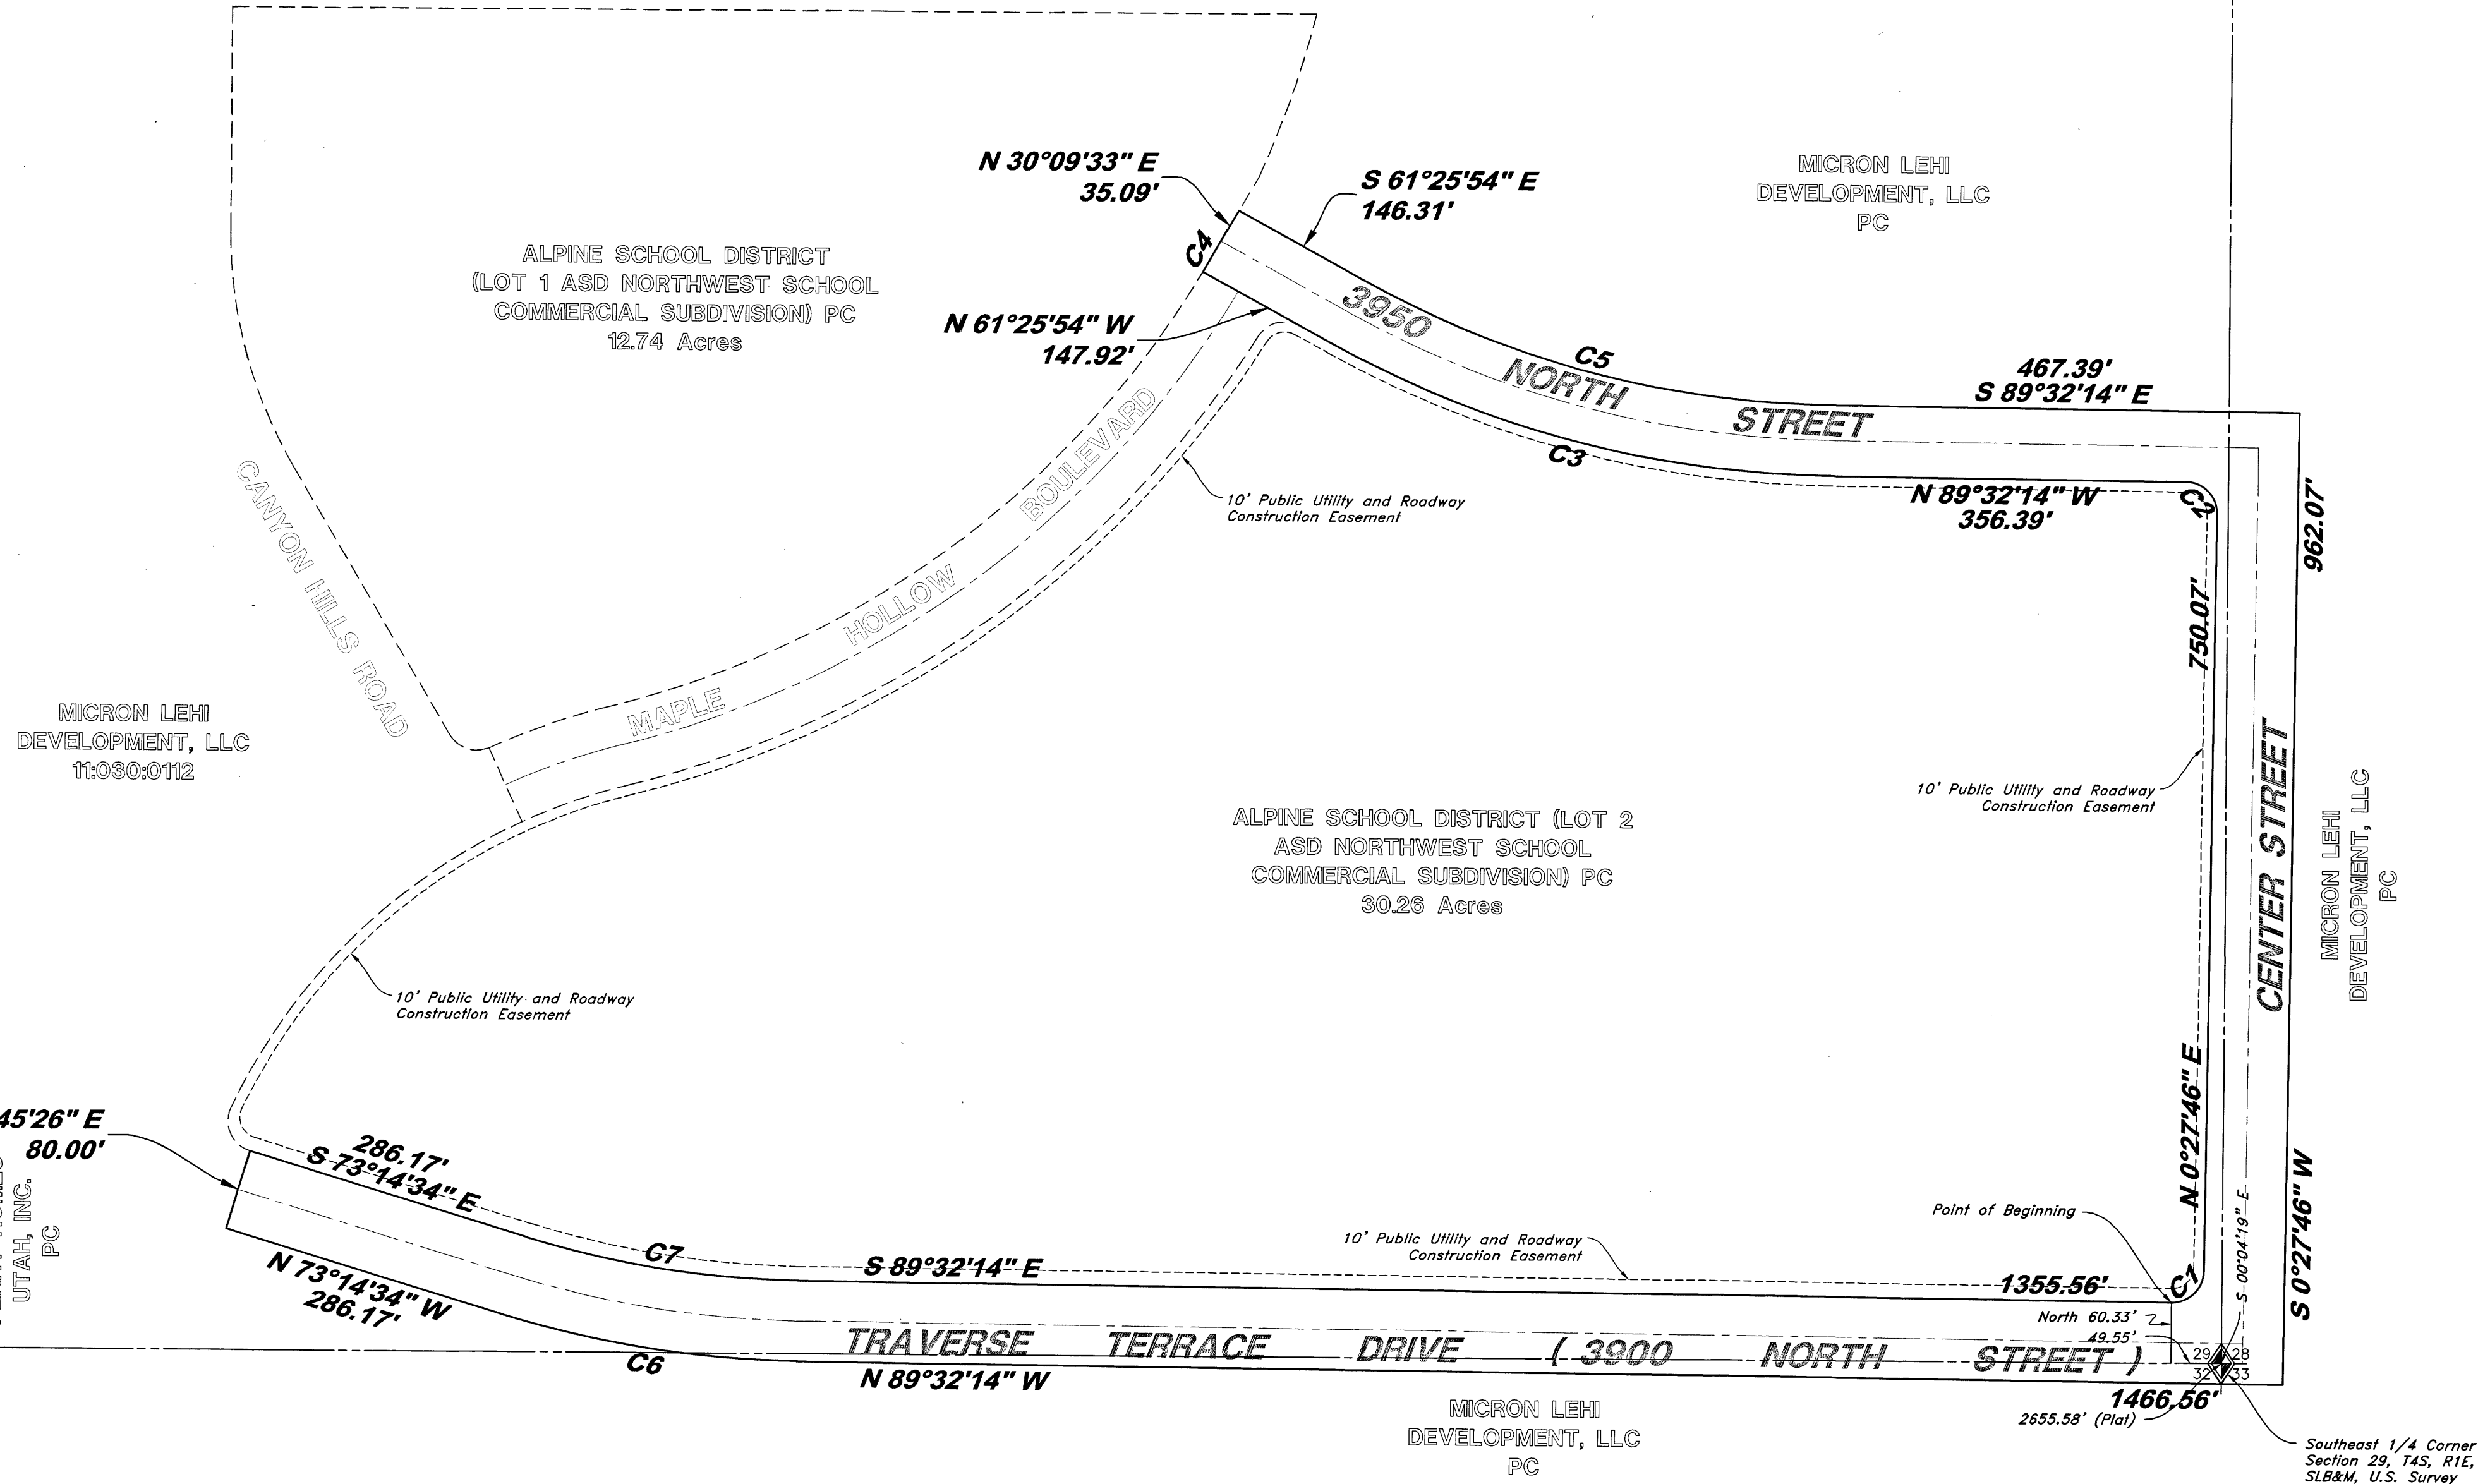 N 30°09'33" E
35.09'
S 61°25'54" E
146.31'
MICRON LEHI
DEVELOPMENT, LLC
PC
C4
ALPINE SCHOOL DISTRICT
(LOT 1 ASD NORTHWEST SCHOOL
COMMERCIAL SUBDIVISION) PC
12.74 Acres
N 61°25'54" W
147.92'
3950 NORTH STREET
C5
467.39'
S 89°32'14" E
C3
N 89°32'14" W
356.39'
C2
962.07'
750.07'
10' Public Utility and Roadway
Construction Easement
CANYON HILLS ROAD
MAPLE HOLLOW BOULEVARD
MICRON LEHI
DEVELOPMENT, LLC
11:030:0112
ALPINE SCHOOL DISTRICT (LOT 2
ASD NORTHWEST SCHOOL
COMMERCIAL SUBDIVISION) PC
30.26 Acres
10' Public Utility and Roadway
Construction Easement
CENTER STREET
MICRON LEHI
DEVELOPMENT, LLC
PC
10' Public Utility and Roadway
Construction Easement
45'26" E
80.00'
UTAH, INC.
PC
286.17'
S 73°14'34" E
N 73°14'34" W
286.17'
C7
C6
S 89°32'14" E
10' Public Utility and Roadway
Construction Easement
1355.56'
Point of Beginning
C1
N 0°27'46" E
S 00°04'19" E
S 0°27'46" W
North 60.33'
49.55'
TRAVERSE TERRACE DRIVE ( 3900 NORTH STREET )
N 89°32'14" W
29 28
32 33
1466.56'
2655.58' (Plat)
MICRON LEHI
DEVELOPMENT, LLC
PC
Southeast 1/4 Corner
Section 29, T4S, R1E,
SLB&M, U.S. Survey